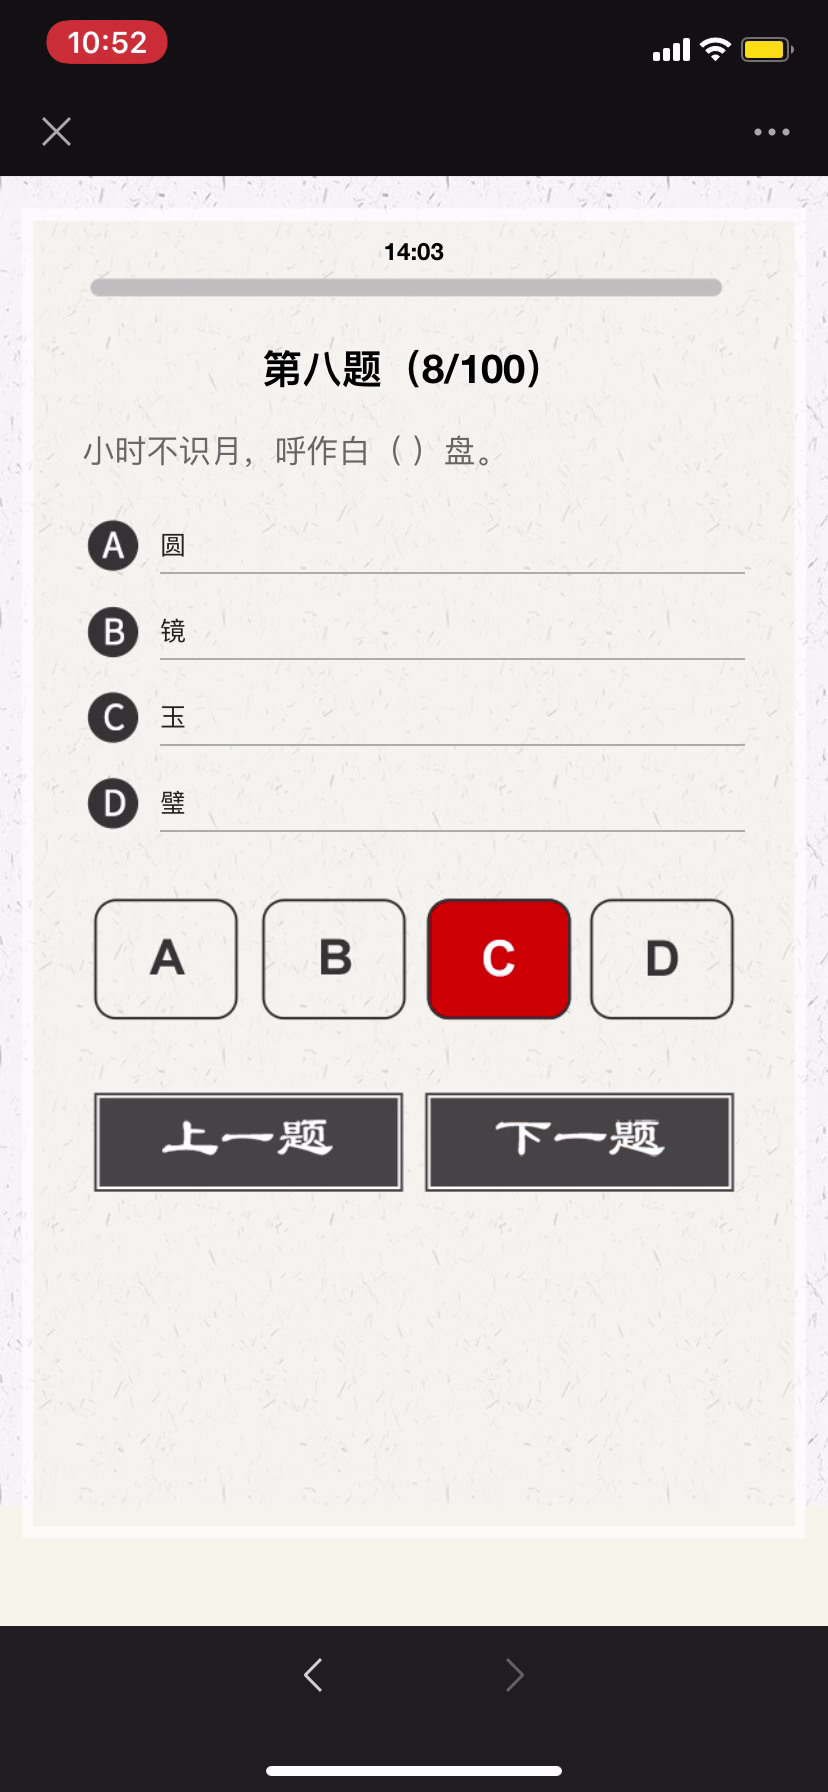 10:52
14:03
第八题（8/100）
小时不识月，呼作白（ ）盘。
A 圆
B 镜
C 玉
D 璧
A B C D
上一题 下一题